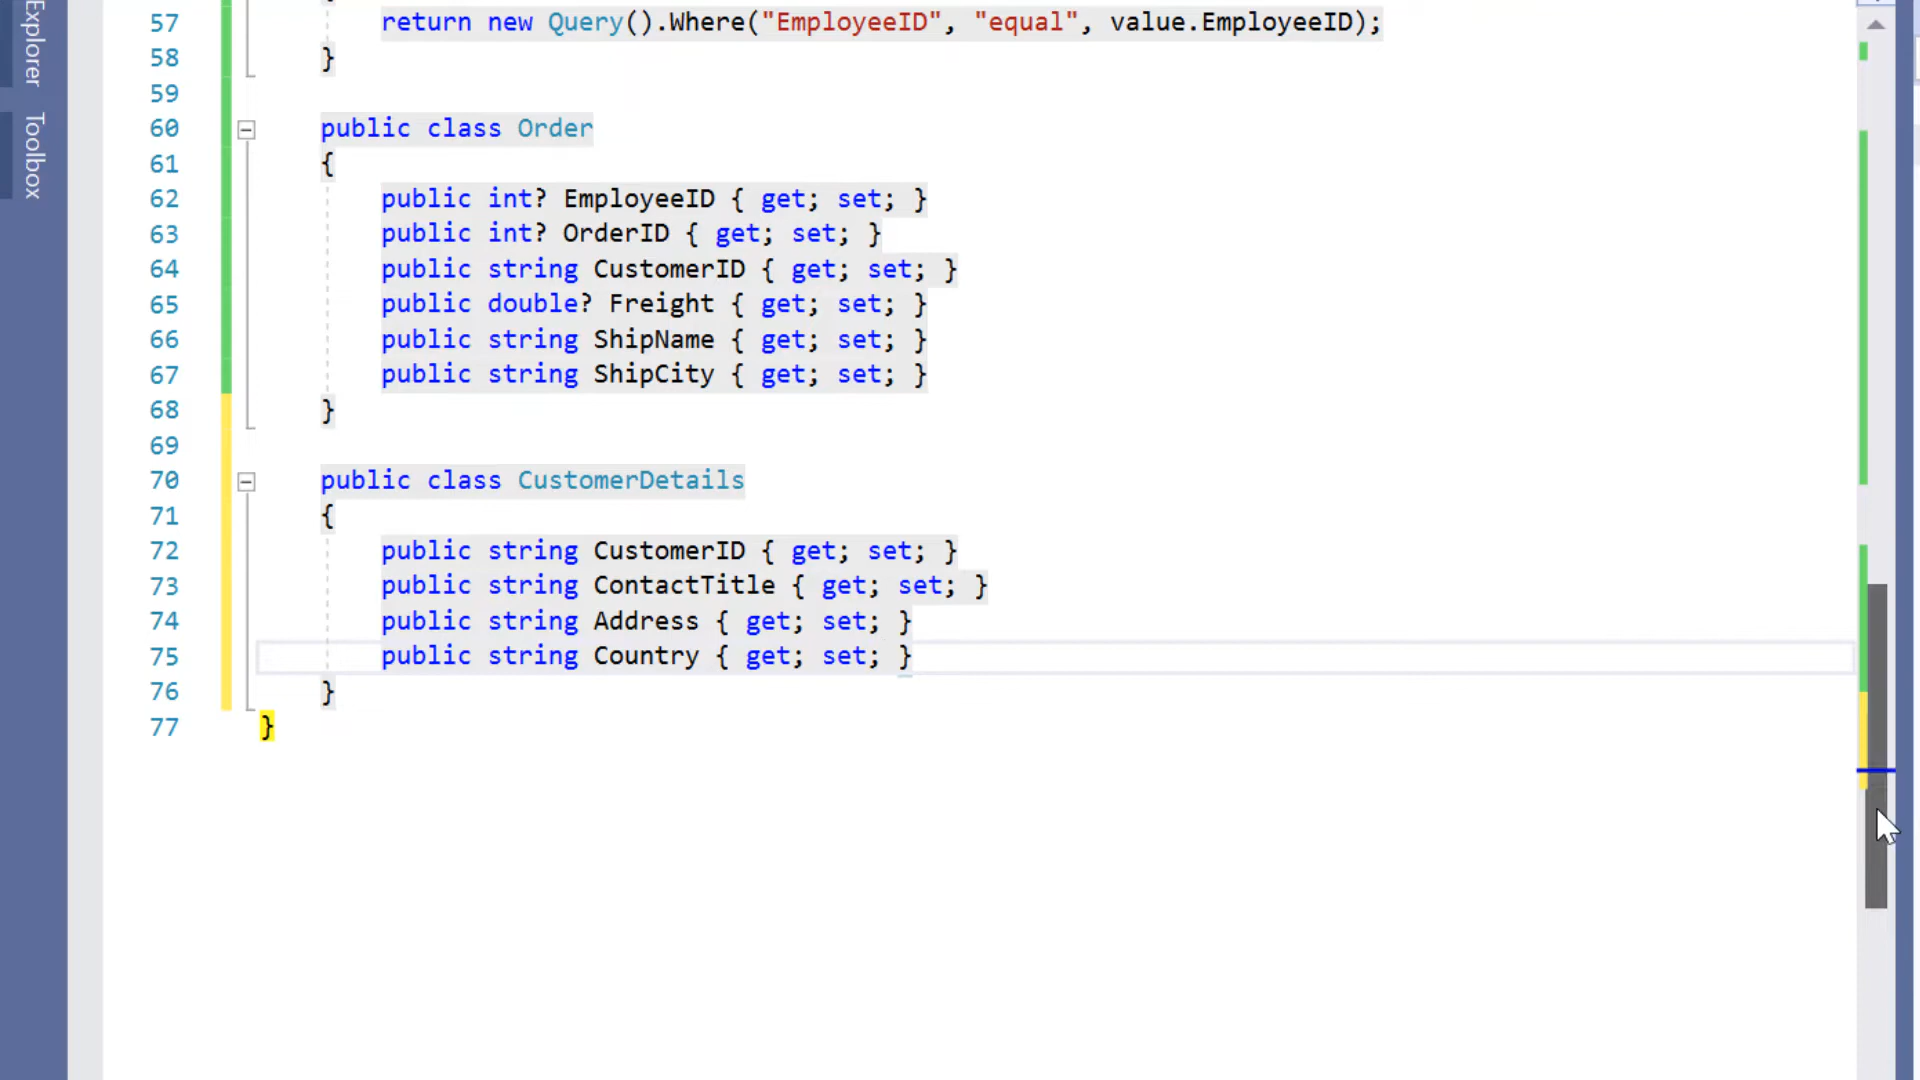 Explorer
Toolbox
57 return new Query().Where("EmployeeID", "equal", value.EmployeeID);
58 }
59
60 public class Order
61 {
62 public int? EmployeeID { get; set; }
63 public int? OrderID { get; set; }
64 public string CustomerID { get; set; }
65 public double? Freight { get; set; }
66 public string ShipName { get; set; }
67 public string ShipCity { get; set; }
68 }
69
70 public class CustomerDetails
71 {
72 public string CustomerID { get; set; }
73 public string ContactTitle { get; set; }
74 public string Address { get; set; }
75 public string Country { get; set; }
76 }
77 }